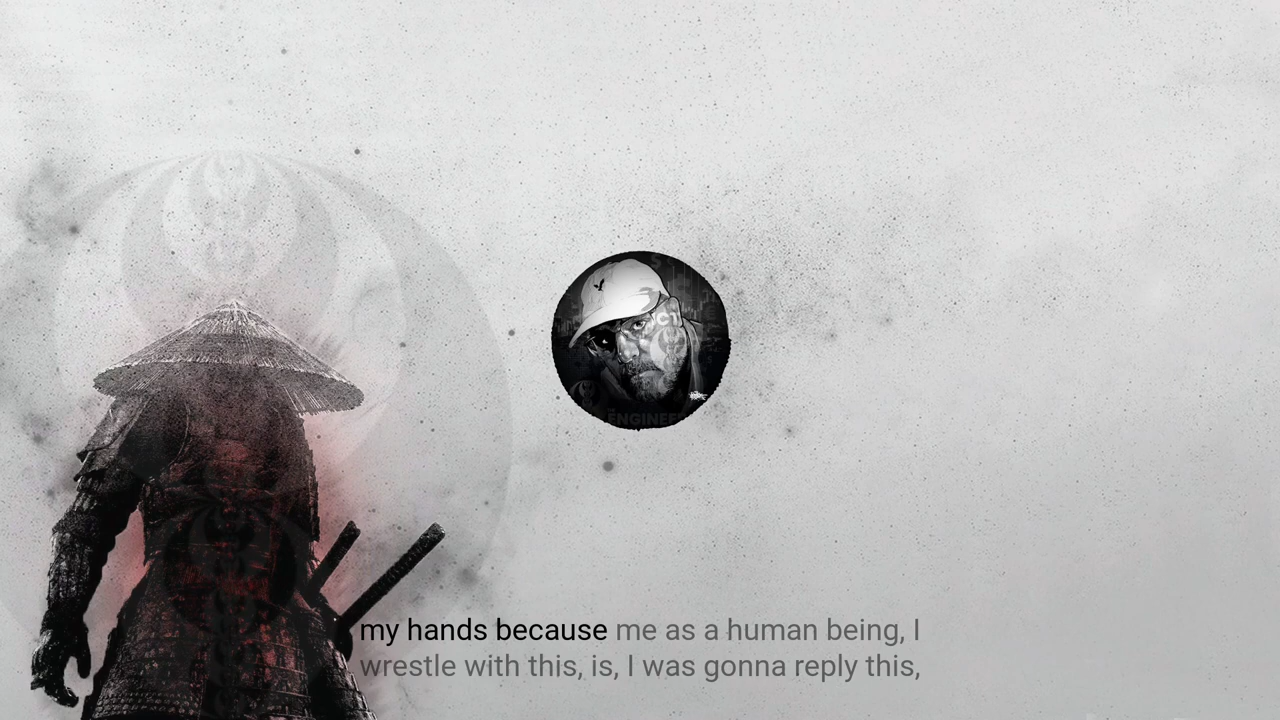 my hands because me as a human being, I
wrestle with this, is, I was gonna reply this,